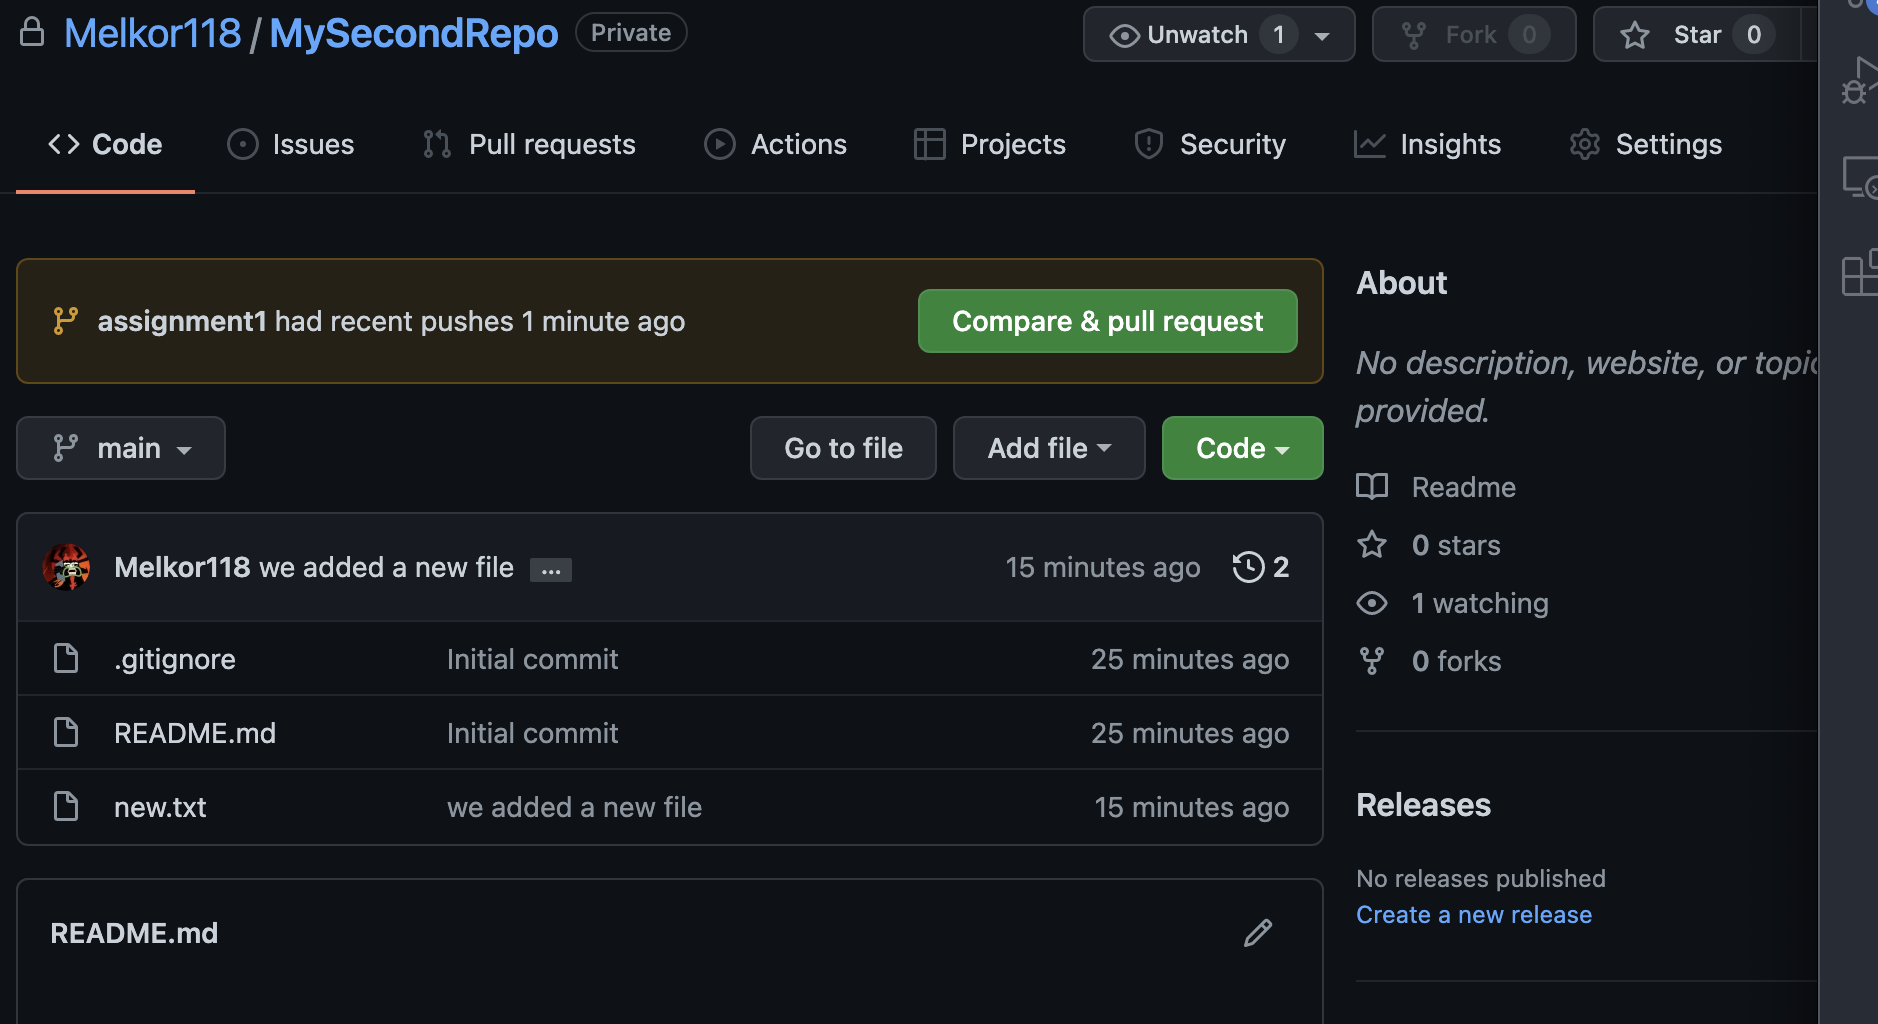 Melkor118 / MySecondRepo Private Unwatch 1 Fork 0 Star 0
Code Issues Pull requests Actions Projects Security Insights Settings
assignment1 had recent pushes 1 minute ago Compare & pull request
main Go to file Add file Code
Melkor118 we added a new file ... 15 minutes ago 2
.gitignore Initial commit 25 minutes ago
README.md Initial commit 25 minutes ago
new.txt we added a new file 15 minutes ago
README.md
About
No description, website, or topic
provided.
Readme
0 stars
1 watching
0 forks
Releases
No releases published
Create a new release